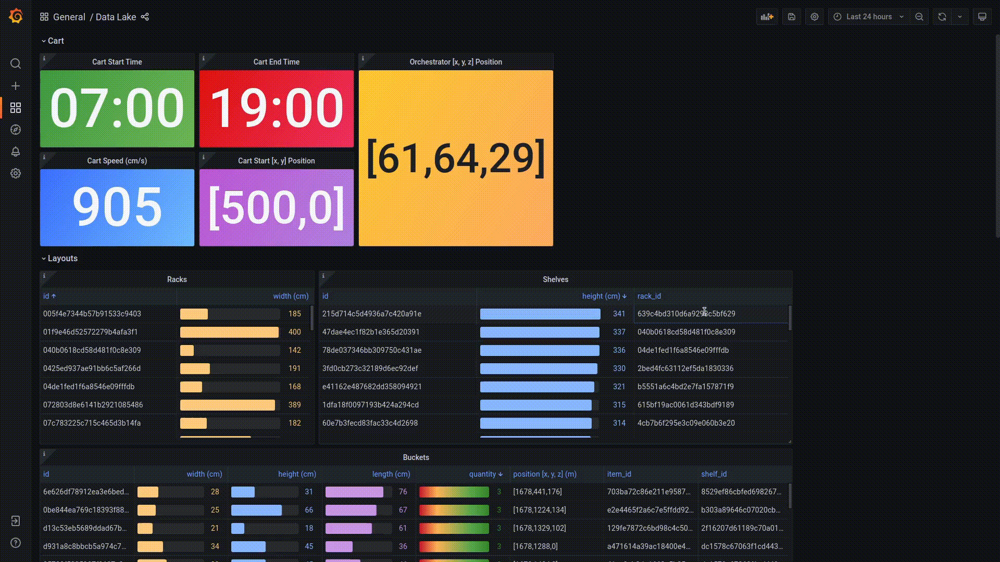 General / Data Lake
Last 24 hours
Cart
Cart Start Time
Cart End Time
Orchestrator [x, y, z] Position
07:00
19:00
[61,64,29]
Cart Speed (cm/s)
Cart Start [x, y] Position
905
[500,0]
Layouts
Racks
id width (cm)
005f4e7344b57b91533c9403 185
01f9e46d52572279b4afa3f1 400
040b0618cd58d481f0c8e309 142
0425ed937ae91bb6c5af266d 191
04de1fed1f6a8546e09fffdb 168
072803d8e6141b2921085486 389
07c783225c715c465d3b14fa 182
Shelves
id height (cm) rack_id
215d714c5d4936a7c420a91e 341
47dae4ec1f82b1e365d20391 337 040b0618cd58d481f0c8e309
78de037346bb309750c431ae 336 04de1fed1f6a8546e09fffdb
3fd0cb273c32189d6ec92def 330 2bed4fc63112ef5da1830336
e41162e487682dd358094921 321 b5551a6c4bd2e7fa157871f9
1dfa18f0097193b424a294cd 315 615bf19ac0061d343bdf9189
60e7b3fecd83fac33c4d2698 314 4cb7b6f295e3c09e060b3e20
Buckets
id width (cm) height (cm) length (cm) quantity position [x, y, z] (m) item_id shelf_id
6e626df78912ea3e6bed... 28 31 76 3 [1678,441,176] 703ba72c86e211e9587... 8529ef86cbfed698267...
0be844ea769c18393f88... 25 66 67 3 [1678,1224,134] e2e4465f2a6c7e5ffdd92... b303a89646c07020cb...
d13c53eb5689ddad67b... 21 18 61 3 [1678,1329,102] 129fe7872c6bd98c4c50... 2f16207d61189c70a01...
d931a8c8bbcb5a974c7... 34 45 36 3 [1678,1288,0] a471614a39ac18400e4... dc1578c67063f1cd443...